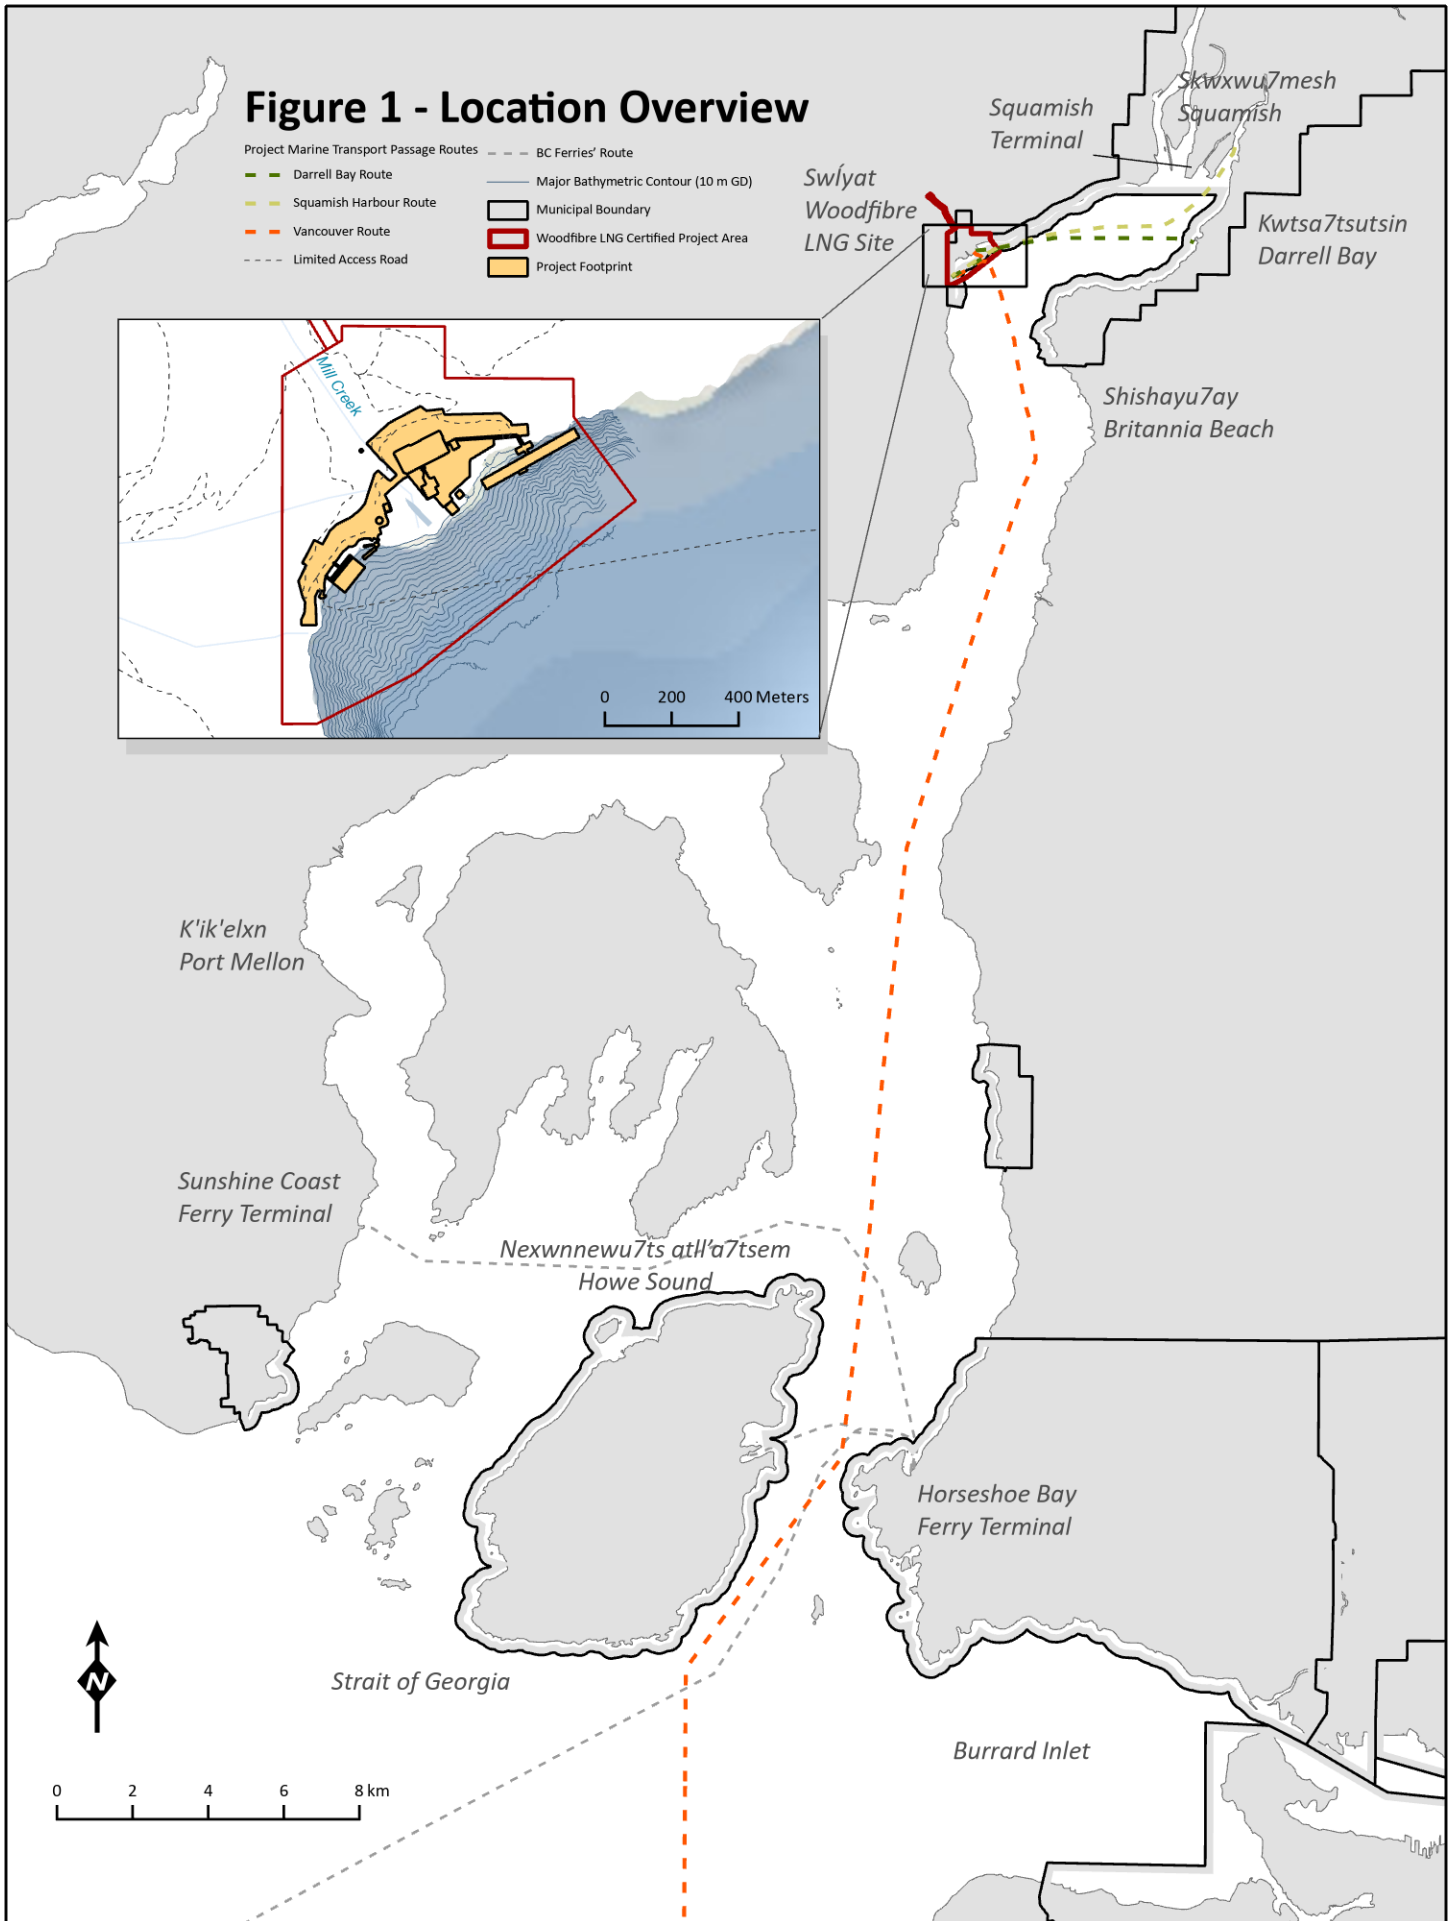 Figure 1 - Location Overview
Project Marine Transport Passage Routes
Darrell Bay Route
Squamish Harbour Route
Vancouver Route
Limited Access Road
BC Ferries' Route
Major Bathymetric Contour (10 m GD)
Municipal Boundary
Woodfibre LNG Certified Project Area
Project Footprint
Skwxwu7mesh
Squamish
Squamish
Terminal
Swíyat
Woodfibre
LNG Site
Kwtsa7tsutsin
Darrell Bay
Shishayu7ay
Britannia Beach
Mill Creek
0 200 400 Meters
K'ik'elxn
Port Mellon
Sunshine Coast
Ferry Terminal
Nexwnnewu7ts atll'a7tsem
Howe Sound
Horseshoe Bay
Ferry Terminal
Strait of Georgia
N
Burrard Inlet
0 2 4 6 8 km